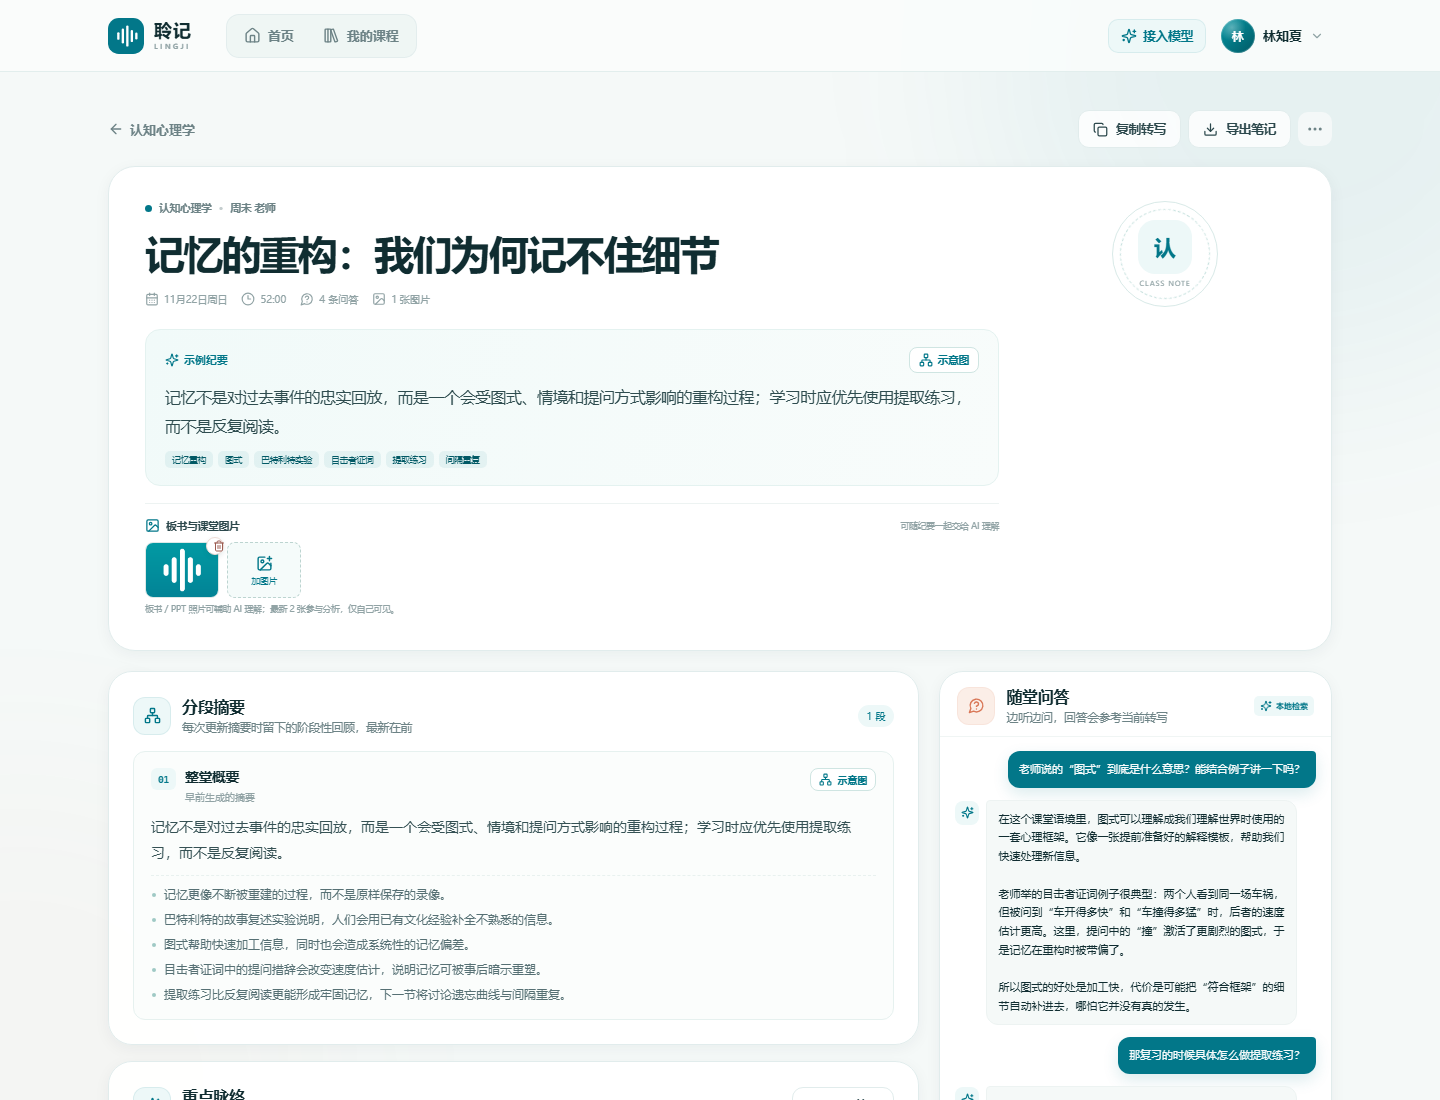 聆记
LINGJI
首页
我的课程
接入模型
林
林知夏
认知心理学
复制转写
导出笔记
认知心理学 • 周末 老师
记忆的重构：我们为何记不住细节
11月22日周日
52:00
4 条问答
1 张图片
认
CLASS NOTE
示例纪要
示意图
记忆不是对过去事件的忠实回放，而是一个会受图式、情境和提问方式影响的重构过程；学习时应优先使用提取练习，
而不是反复阅读。
记忆重构
图式
巴特利特实验
目击者证词
提取练习
间隔重复
板书与课堂图片
可随纪要一起交给 AI 理解
加图片
板书 / PPT 照片可辅助 AI 理解；最新 2 张参与分析，仅自己可见。
分段摘要
每次更新摘要时留下的阶段性回顾，最新在前
1 段
01
整堂概要
早前生成的摘要
示意图
记忆不是对过去事件的忠实回放，而是一个会受图式、情境和提问方式影响的重构过程；学习时应优先使用提取练
习，而不是反复阅读。
记忆更像不断被重建的过程，而不是原样保存的录像。
巴特利特的故事复述实验说明，人们会用已有文化经验补全不熟悉的信息。
图式帮助快速加工信息，同时也会造成系统性的记忆偏差。
目击者证词中的提问措辞会改变速度估计，说明记忆可被事后暗示重塑。
提取练习比反复阅读更能形成牢固记忆，下一节将讨论遗忘曲线与间隔重复。
重点脉络
随堂问答
边听边问，回答会参考当前转写
本地检索
老师说的“图式”到底是什么意思？能结合例子讲一下吗？
在这个课堂语境里，图式可以理解成我们理解世界时使用的
一套心理框架。它像一张提前准备好的解释模板，帮助我们
快速处理新信息。
老师举的目击者证词例子很典型：两个人看到同一场车祸，
但被问到“车开得多快”和“车撞得多猛”时，后者的速度
估计更高。这里，提问中的“撞”激活了更剧烈的图式，于
是记忆在重构时被带偏了。
所以图式的好处是加工快，代价是可能把“符合框架”的细
节自动补进去，哪怕它并没有真的发生。
那复习的时候具体怎么做提取练习？